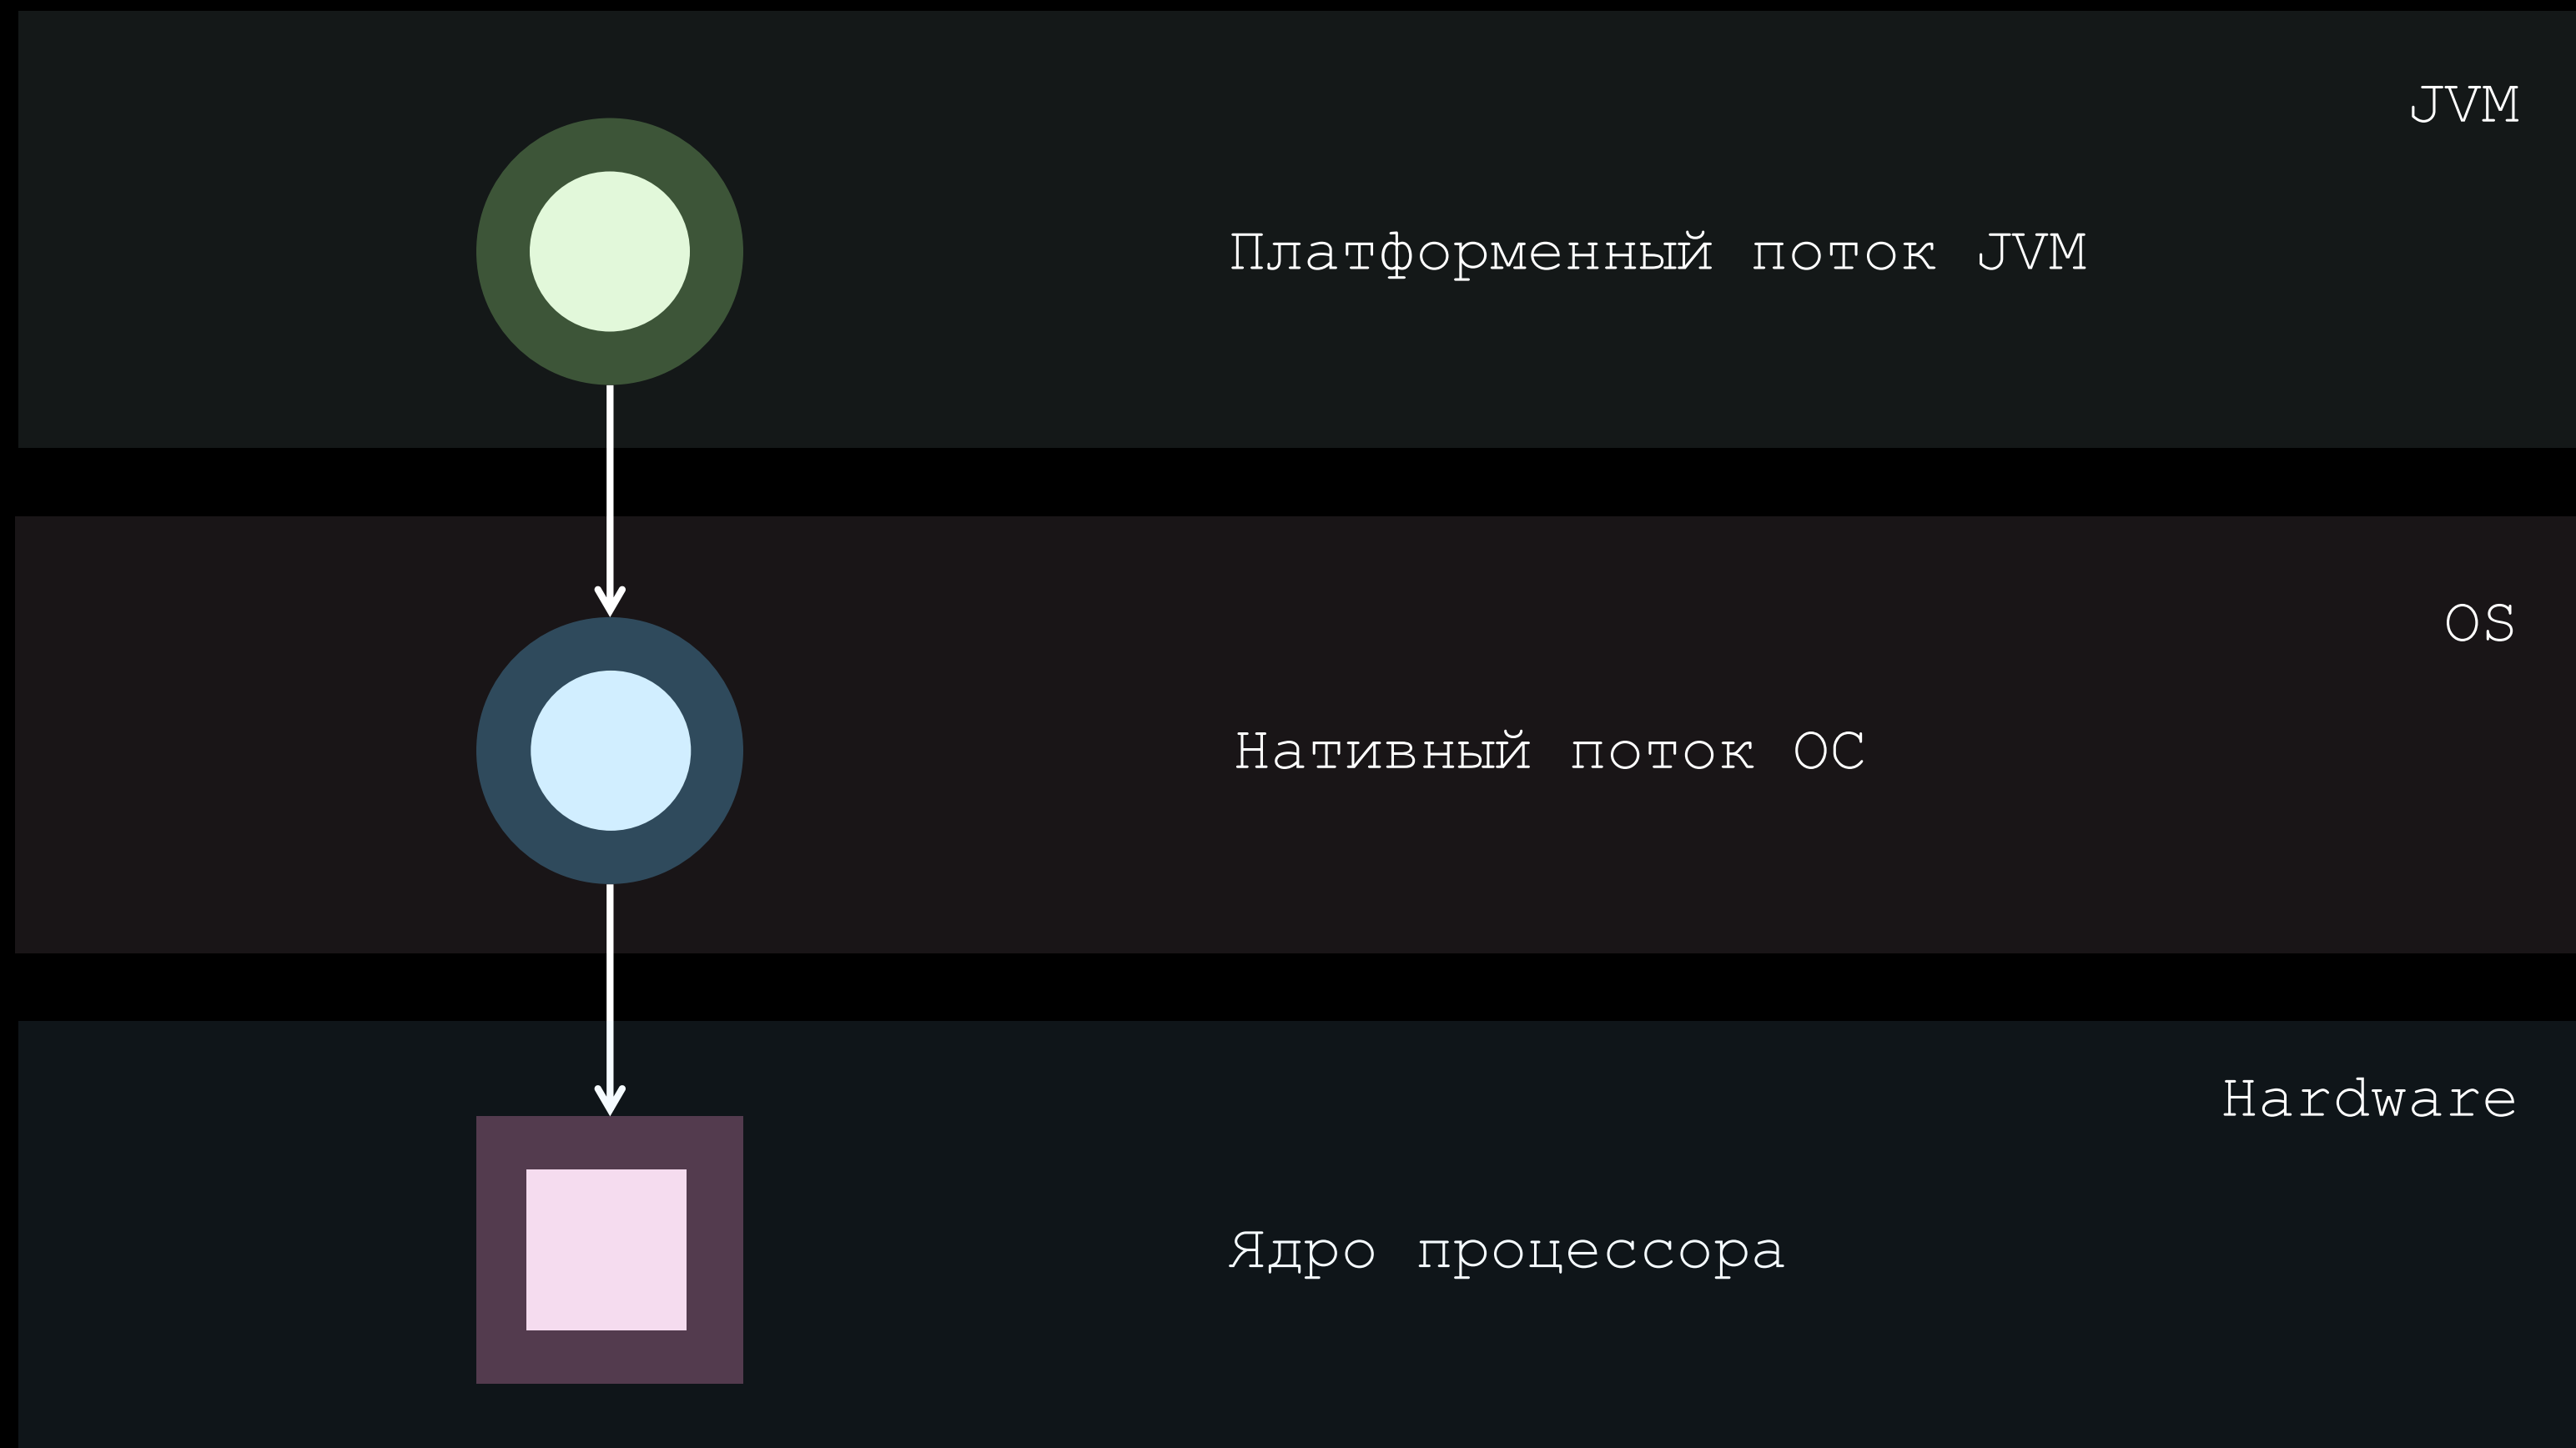 JVM
Платформенный поток JVM
OS
Нативный поток ОС
Hardware
Ядро процессора